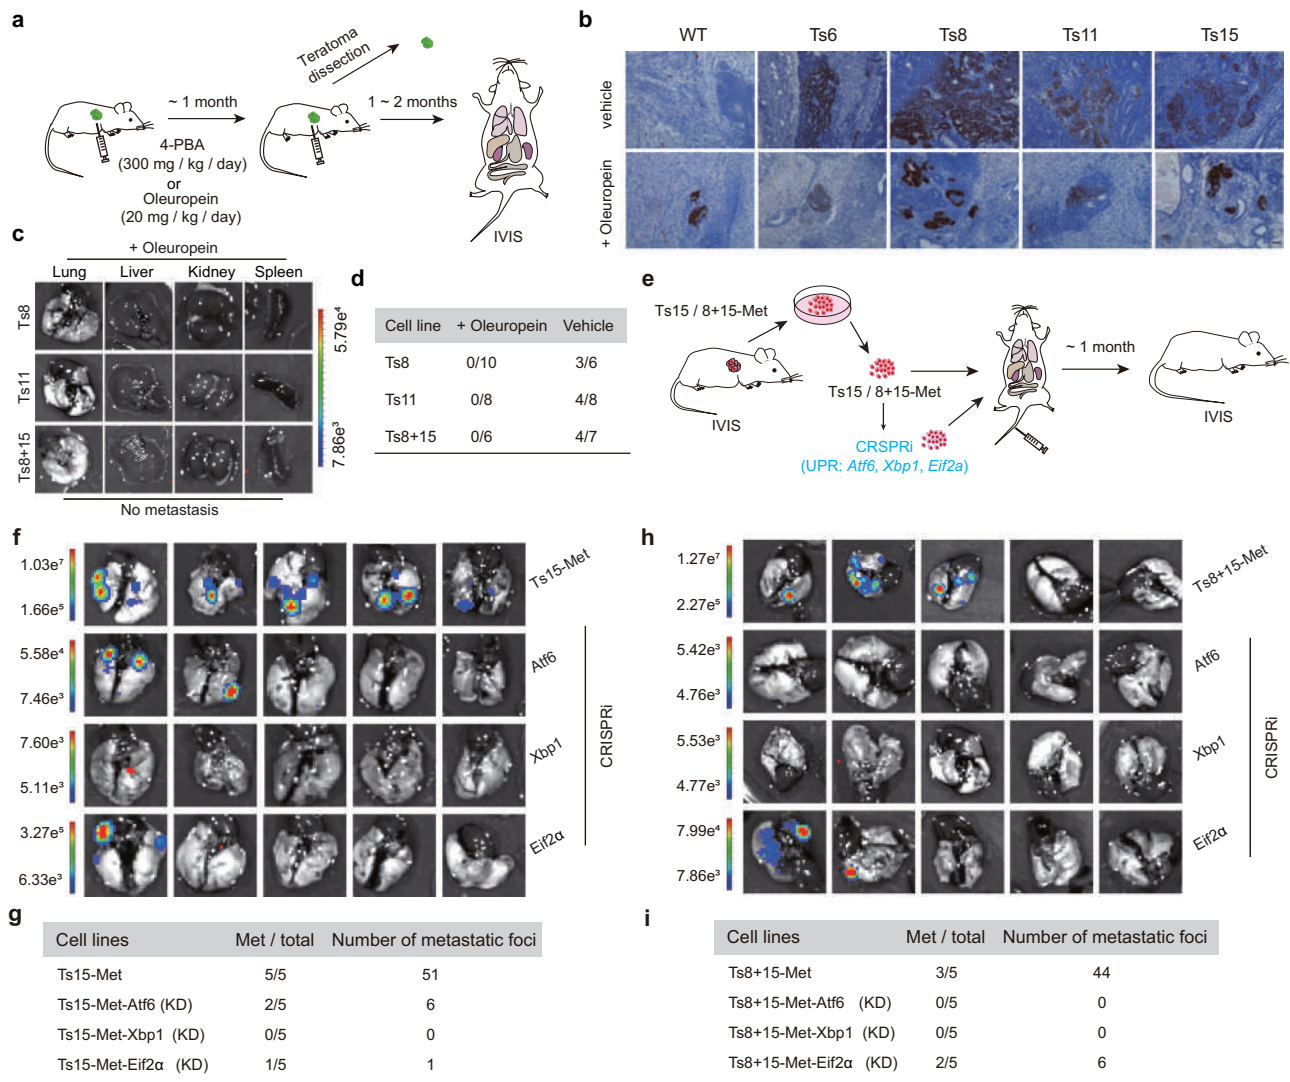 a
Teratoma
dissection
~ 1 month
1 ~ 2 months
4-PBA
(300 mg / kg / day)
or
Oleuropein
(20 mg / kg / day)
IVIS
b
WT
Ts6
Ts8
Ts11
Ts15
vehicle
+ Oleuropein
c
+ Oleuropein
Lung
Liver
Kidney
Spleen
Ts8
Ts11
Ts8+15
5.79e⁴
7.86e³
No metastasis
d
Cell line + Oleuropein Vehicle
Ts8 0/10 3/6
Ts11 0/8 4/8
Ts8+15 0/6 4/7
e
Ts15 / 8+15-Met
IVIS
Ts15 / 8+15-Met
CRSPRi
(UPR: Atf6, Xbp1, Eif2a)
~ 1 month
IVIS
f
1.03e⁷
1.66e⁵
Ts15-Met
5.58e⁴
7.46e³
Atf6
7.60e³
5.11e³
Xbp1
3.27e⁵
6.33e³
Eif2α
CRISPRi
g
Cell lines Met / total Number of metastatic foci
Ts15-Met 5/5 51
Ts15-Met-Atf6 (KD) 2/5 6
Ts15-Met-Xbp1 (KD) 0/5 0
Ts15-Met-Eif2α (KD) 1/5 1
h
1.27e⁷
2.27e⁵
Ts8+15-Met
5.42e³
4.76e³
Atf6
5.53e³
4.77e³
Xbp1
7.99e⁴
7.86e³
Eif2α
CRISPRi
i
Cell lines Met / total Number of metastatic foci
Ts8+15-Met 3/5 44
Ts8+15-Met-Atf6 (KD) 0/5 0
Ts8+15-Met-Xbp1 (KD) 0/5 0
Ts8+15-Met-Eif2α (KD) 2/5 6